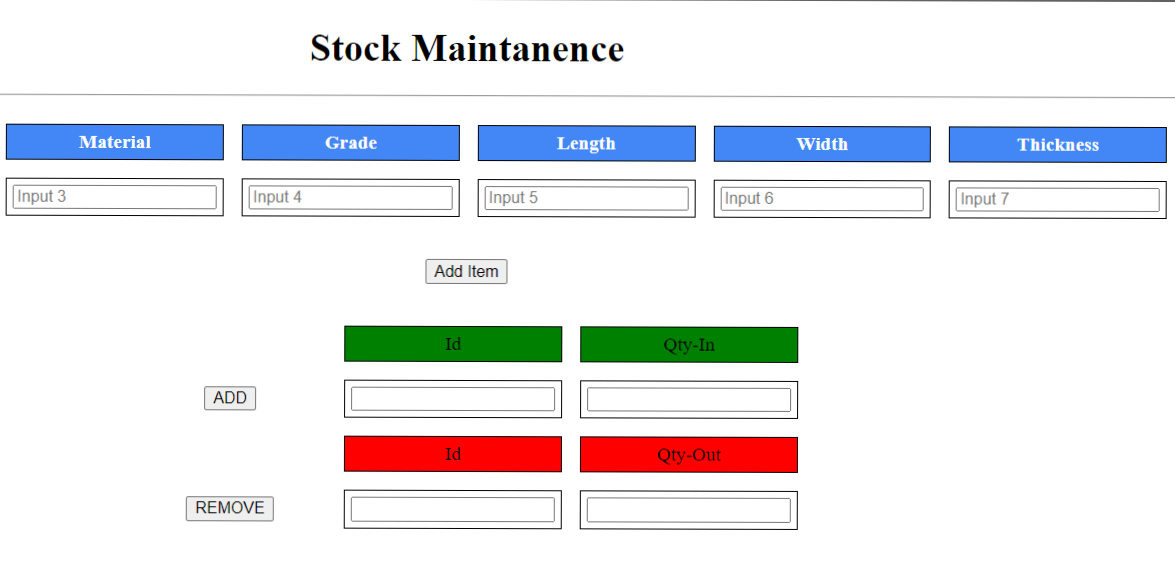 Stock Maintanence
Material Grade Length Width Thickness
Input 3 Input 4 Input 5 Input 6 Input 7
Add Item
Id Qty-In
ADD
Id Qty-Out
REMOVE